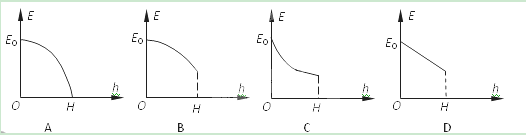 E E E E
E₀ E₀ E₀ E₀
h h h h
O H O H O H O H
A B C D